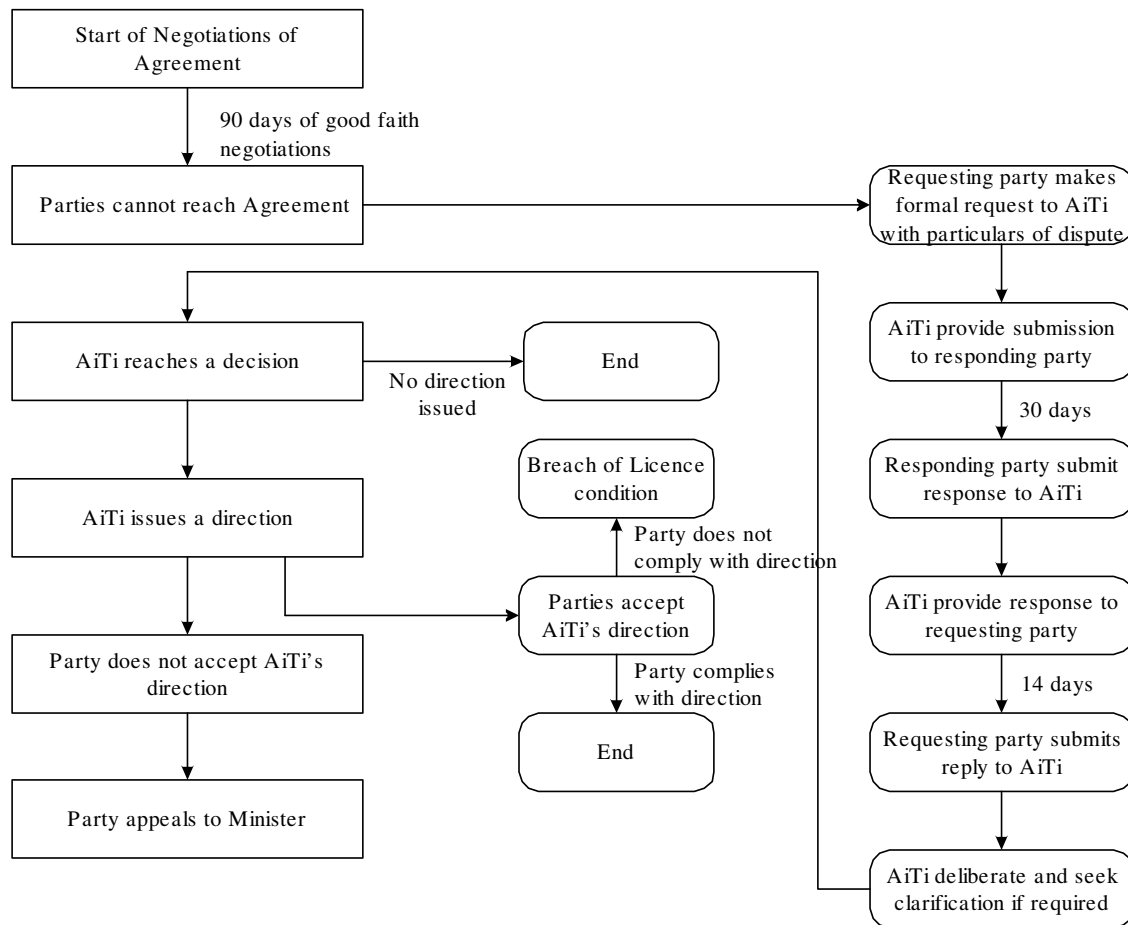 Start of Negotiations of
Agreement
90 days of good faith
negotiations
Parties cannot reach Agreement
Requesting party makes
formal request to AiTi
with particulars of dispute
AiTi provide submission
to responding party
30 days
Responding party submit
response to AiTi
AiTi provide response to
requesting party
14 days
Requesting party submits
reply to AiTi
AiTi deliberate and seek
clarification if required
AiTi reaches a decision
No direction
issued
End
AiTi issues a direction
Breach of Licence
condition
Party does not
comply with direction
Parties accept
AiTi’s direction
Party complies
with direction
End
Party does not accept AiTi’s
direction
Party appeals to Minister